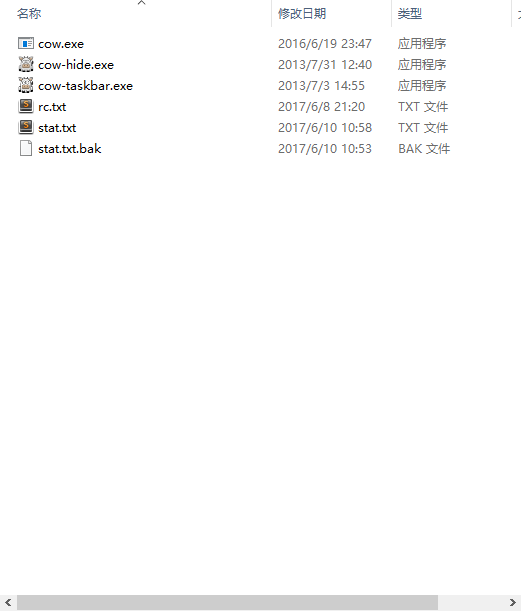 名称 修改日期 类型
cow.exe 2016/6/19 23:47 应用程序
cow-hide.exe 2013/7/31 12:40 应用程序
cow-taskbar.exe 2013/7/3 14:55 应用程序
rc.txt 2017/6/8 21:20 TXT 文件
stat.txt 2017/6/10 10:58 TXT 文件
stat.txt.bak 2017/6/10 10:53 BAK 文件